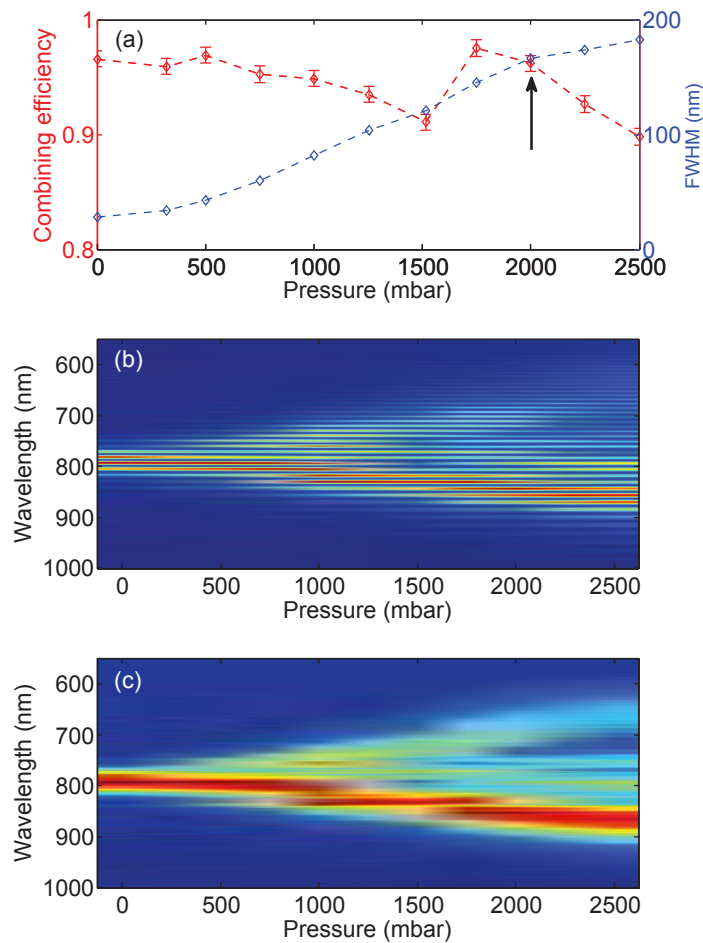 (a)
1
0.9
0.8
Combining efficiency
200
100
0
FWHM (nm)
0 500 1000 1500 2000 2500
Pressure (mbar)
(b)
600
700
800
900
1000
Wavelength (nm)
0 500 1000 1500 2000 2500
Pressure (mbar)
(c)
600
700
800
900
1000
Wavelength (nm)
0 500 1000 1500 2000 2500
Pressure (mbar)